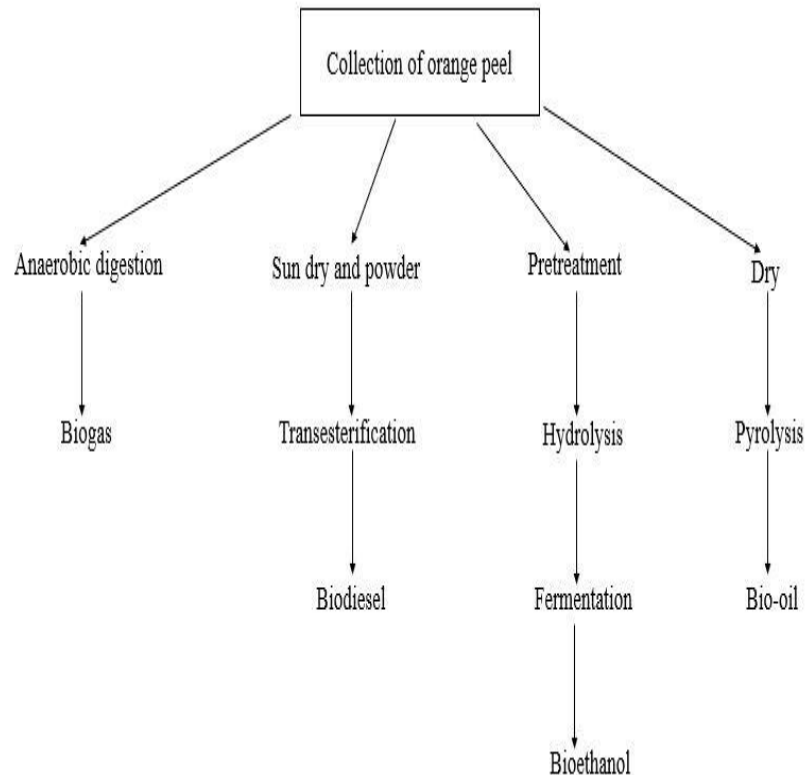 Collection of orange peel
Anaerobic digestion
Sun dry and powder
Pretreatment
Dry
Biogas
Transesterification
Hydrolysis
Pyrolysis
Biodiesel
Fermentation
Bio-oil
Bioethanol